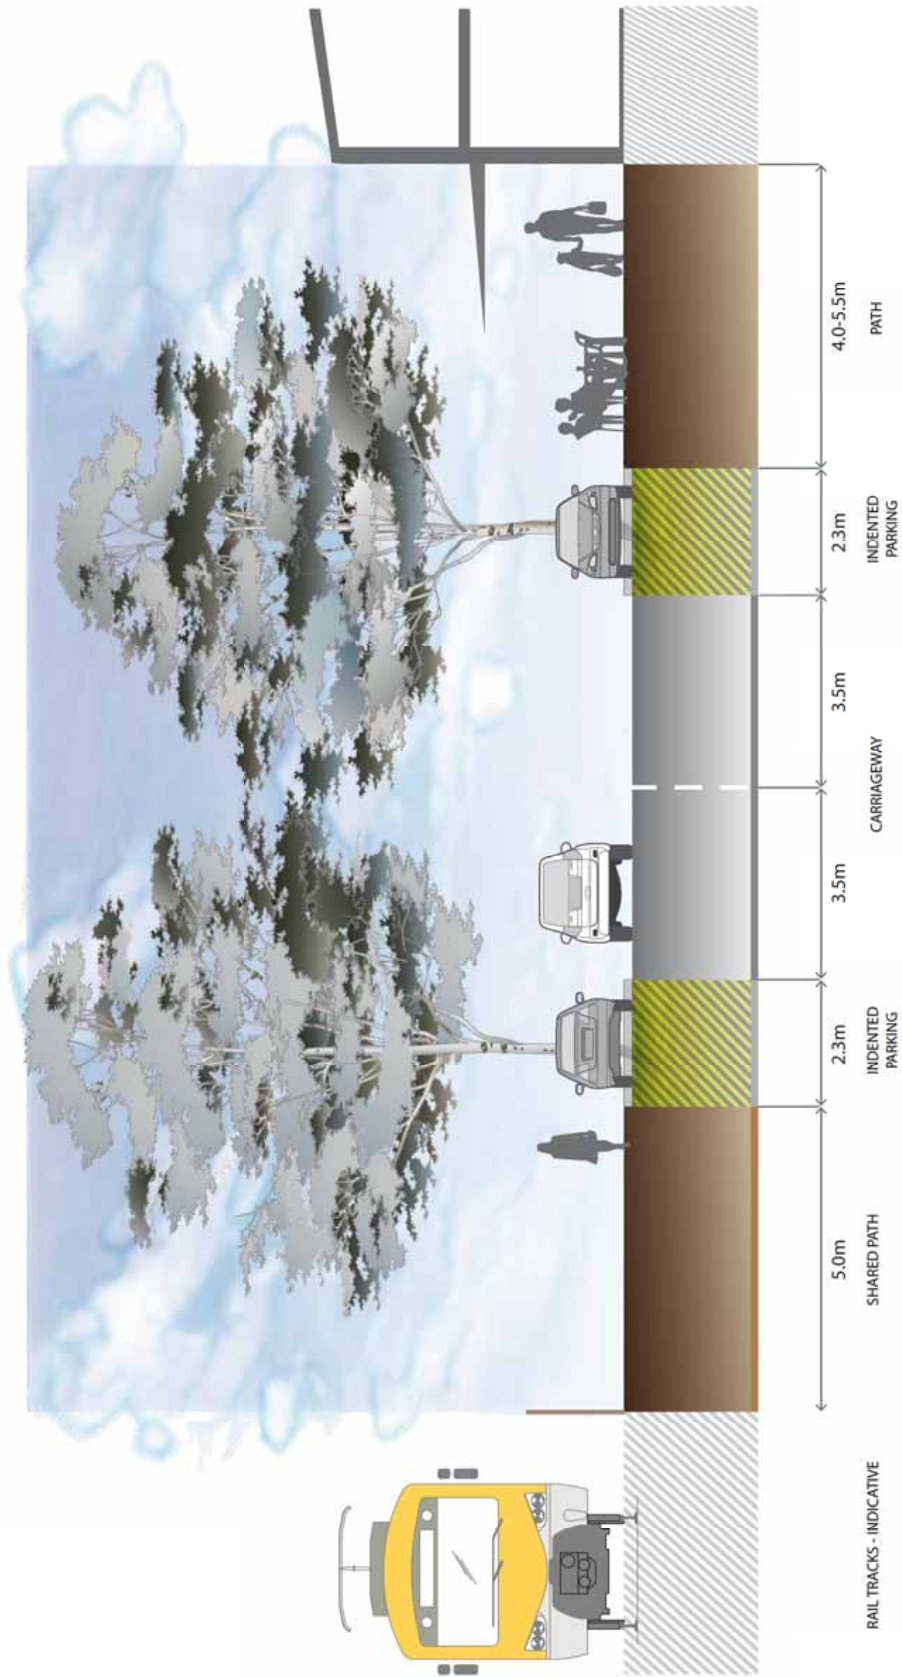 5.0m
2.3m
3.5m
3.5m
2.3m
4.0-5.5m
RAIL TRACKS - INDICATIVE
SHARED PATH
INDENTED
PARKING
CARRIAGEWAY
INDENTED
PARKING
PATH